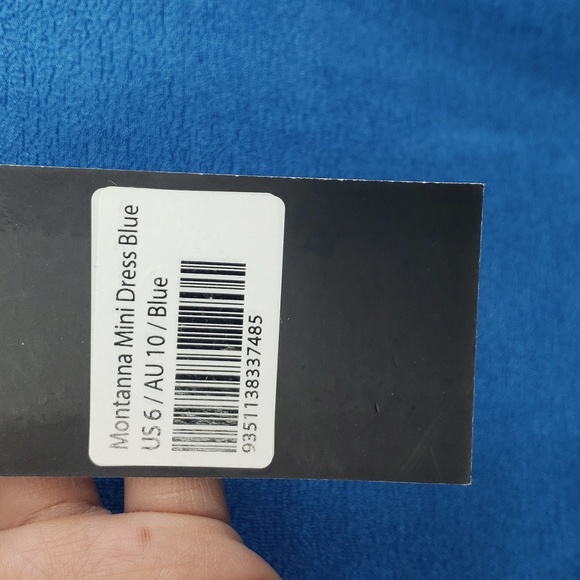 Montanna Mini Dress Blue
US 6 / AU 10 / Blue
9351138337485